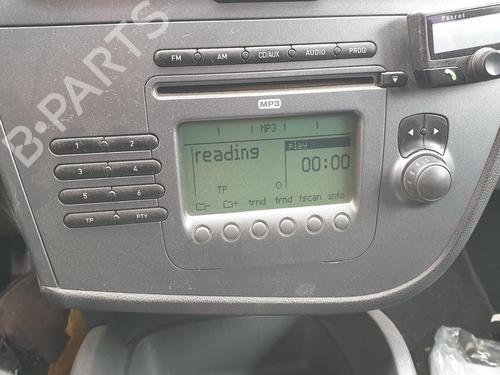 Parrot
FM AM CD/AUX AUDIO PROG
MP3
MP3
1 2
reading play
00:00
3 4
TP
5 6
- + trnd frnd fscan info
TP PTY
B-PARTS